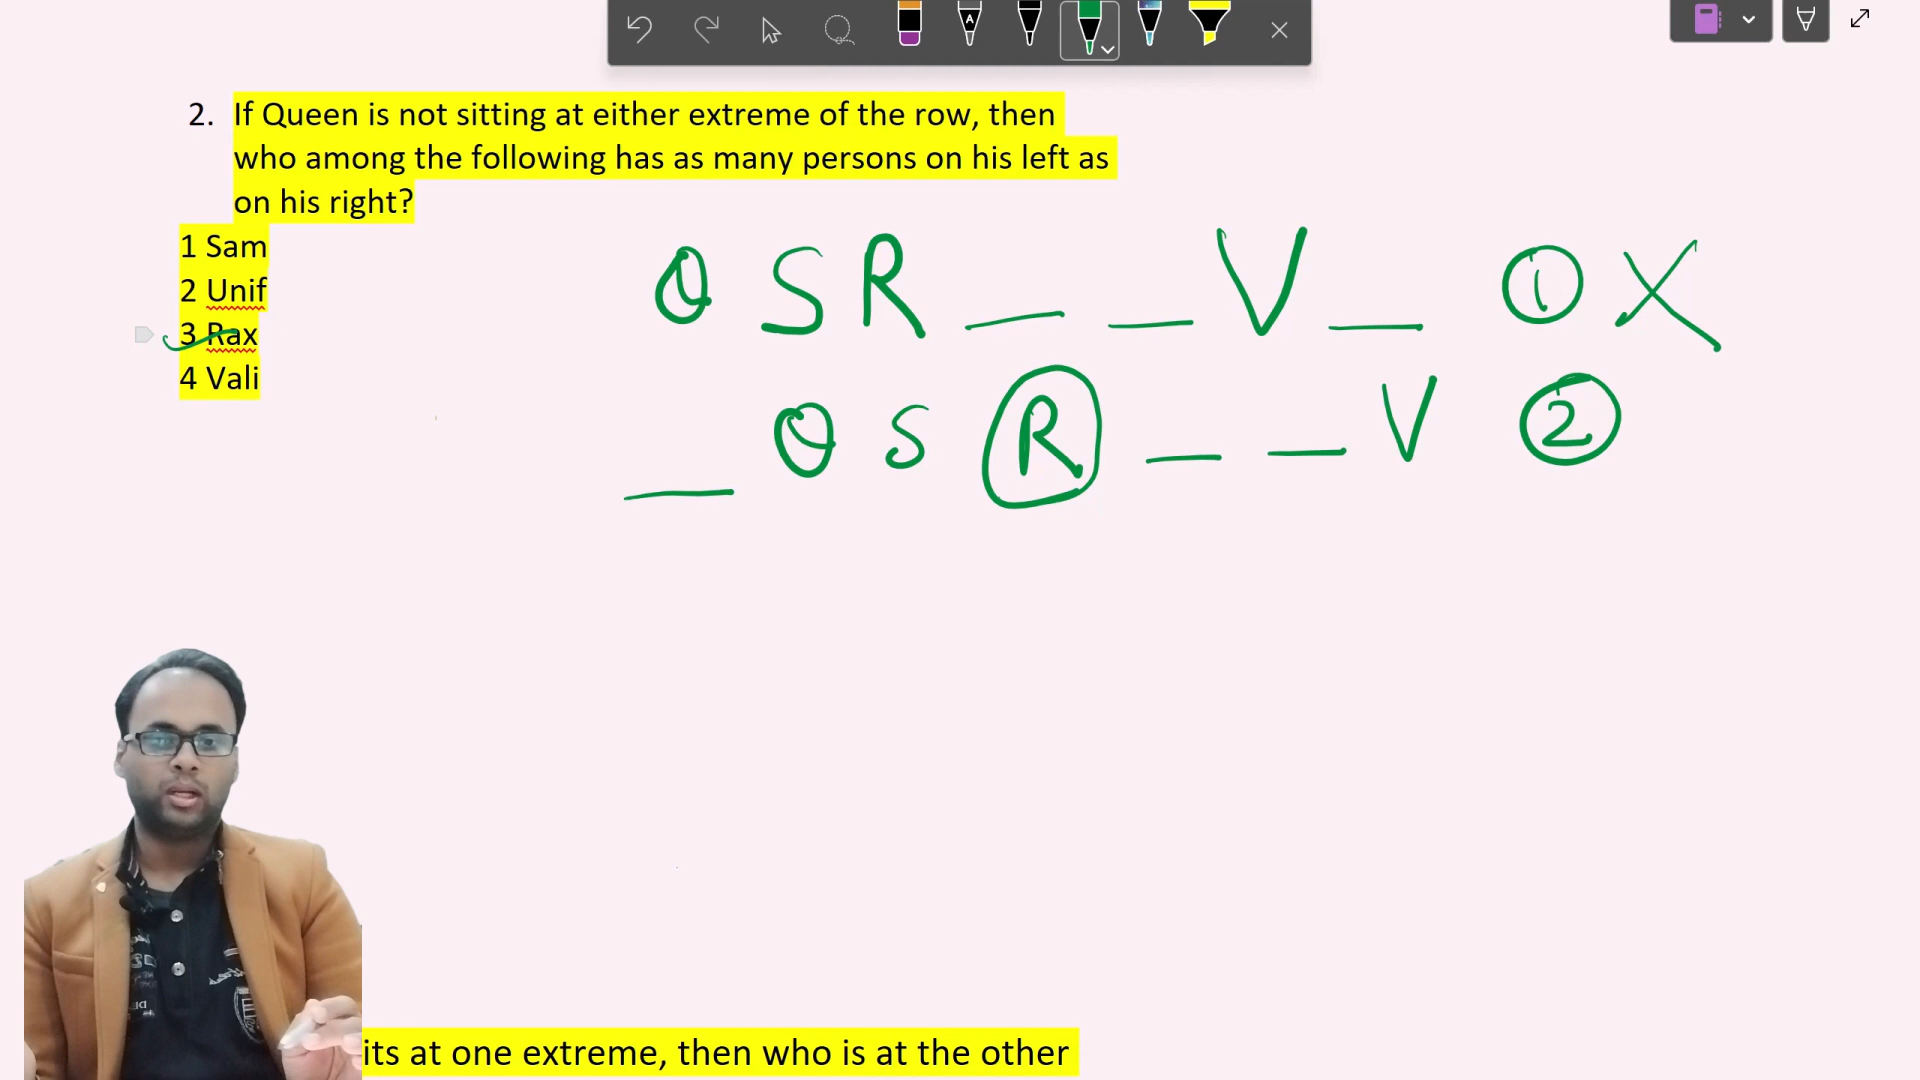 2. If Queen is not sitting at either extreme of the row, then
who among the following has as many persons on his left as
on his right?
1 Sam
2 Unif
3 Rax
4 Vali
Q S R _ _ V _ 1 X
_ Q S R _ _ V 2
its at one extreme, then who is at the other